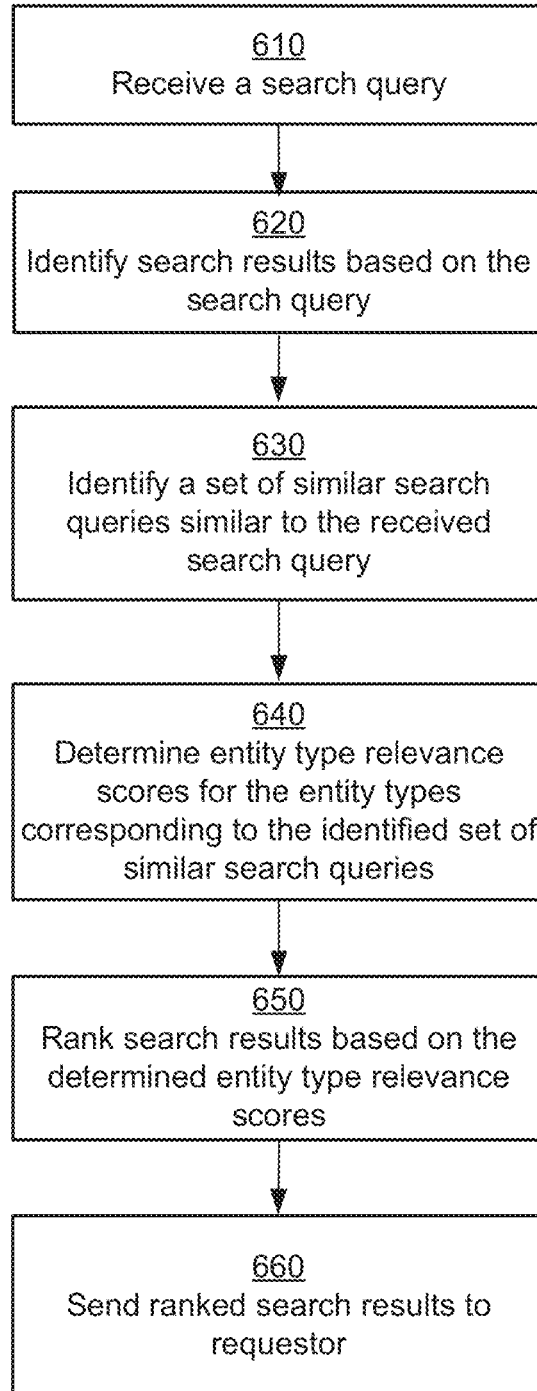 610
Receive a search query
620
Identify search results based on the
search query
630
Identify a set of similar search
queries similar to the received
search query
640
Determine entity type relevance
scores for the entity types
corresponding to the identified set of
similar search queries
650
Rank search results based on the
determined entity type relevance
scores
660
Send ranked search results to
requestor